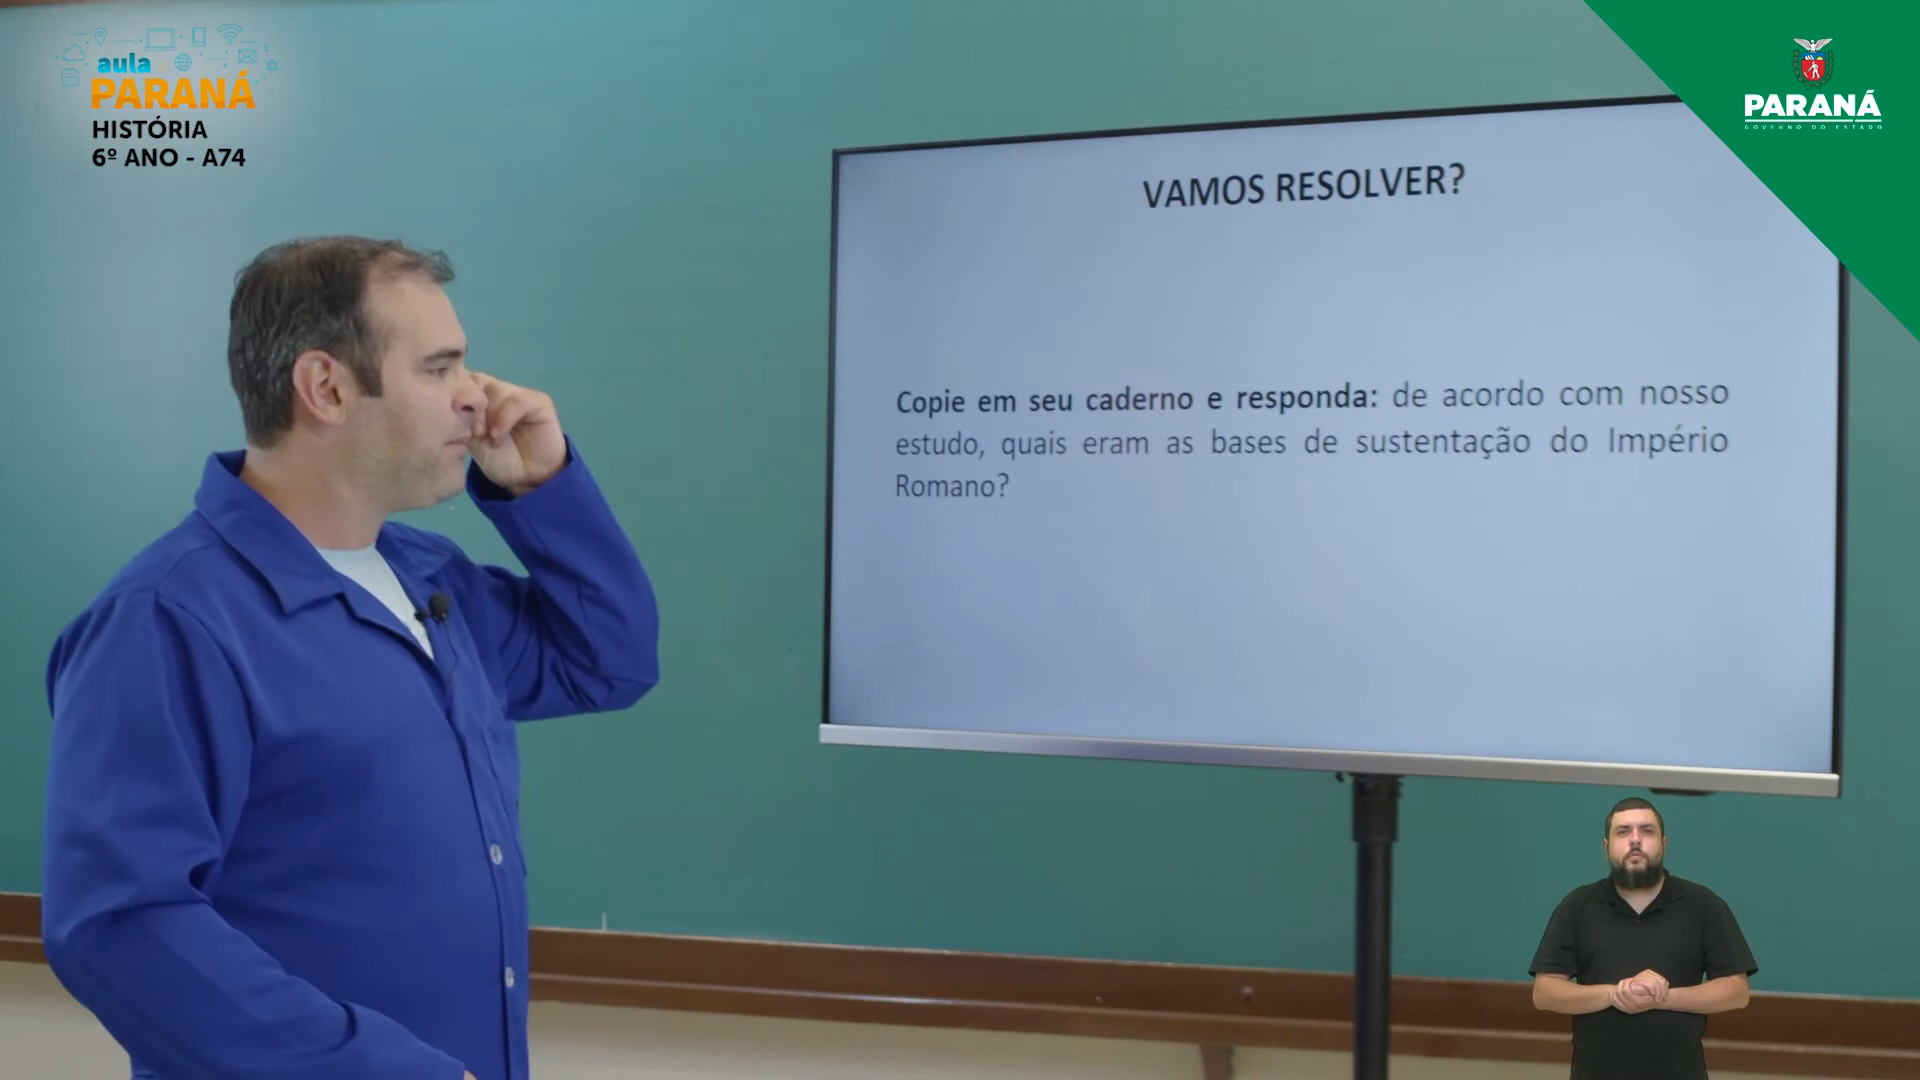 aula
PARANÁ
HISTÓRIA
6º ANO - A74
PARANÁ
GOVERNO DO ESTADO
VAMOS RESOLVER?
Copie em seu caderno e responda: de acordo com nosso
estudo, quais eram as bases de sustentação do Império
Romano?